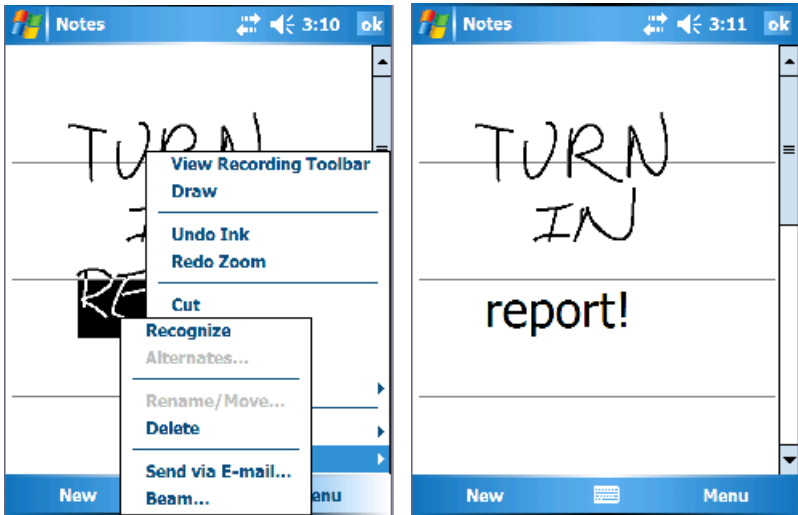 Notes 3:10 ok
TURN
View Recording Toolbar
Draw
Undo Ink
Redo Zoom
Cut
Recognize
Alternates...
Rename/Move...
Delete
Send via E-mail...
Beam...
New
Notes 3:11 ok
TURN
IN
report!
New Menu